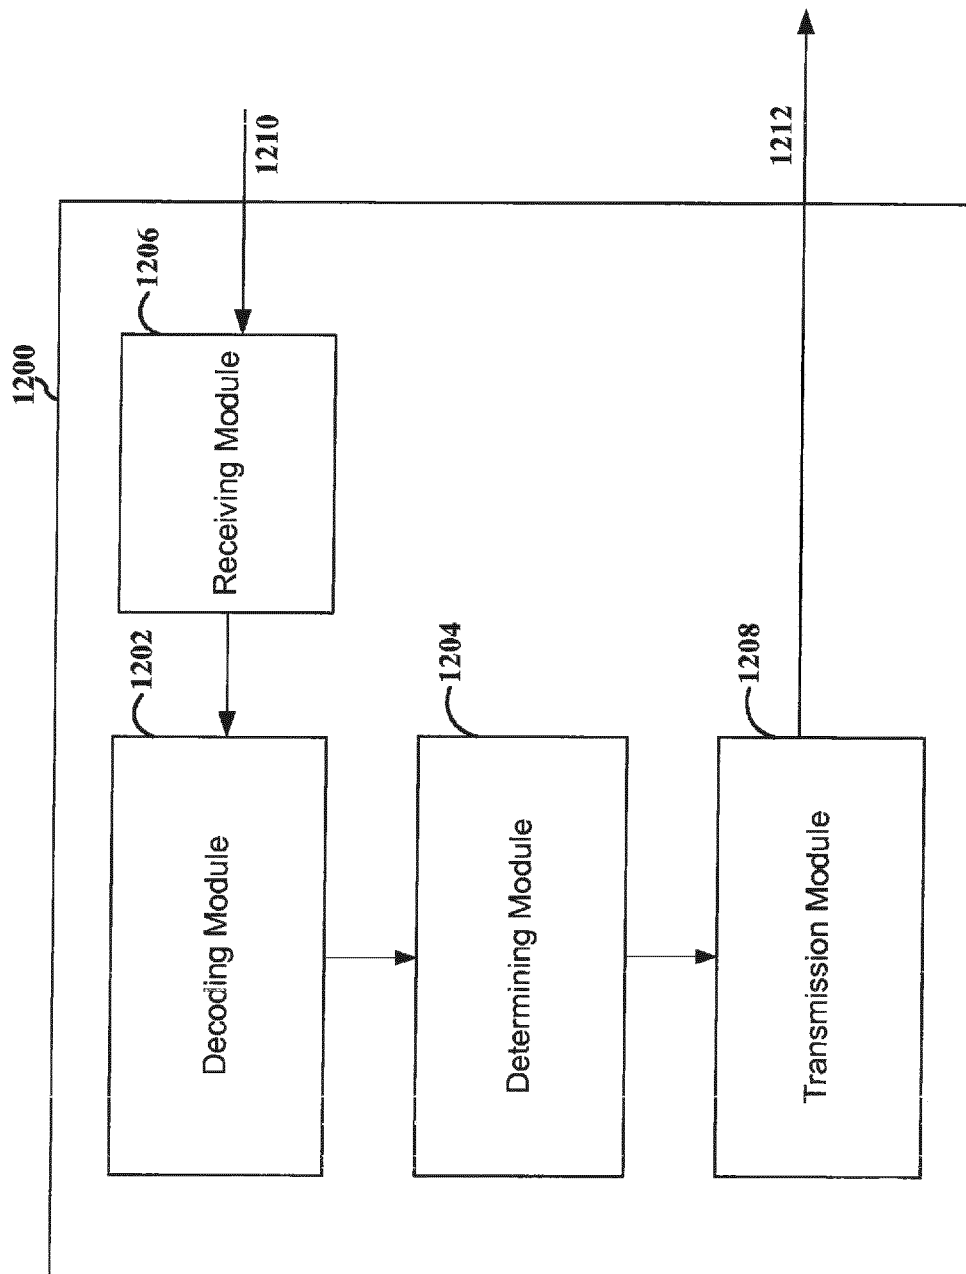 1200
1210
1206
Receiving Module
1202
Decoding Module
1204
Determining Module
1208
Transmission Module
1212